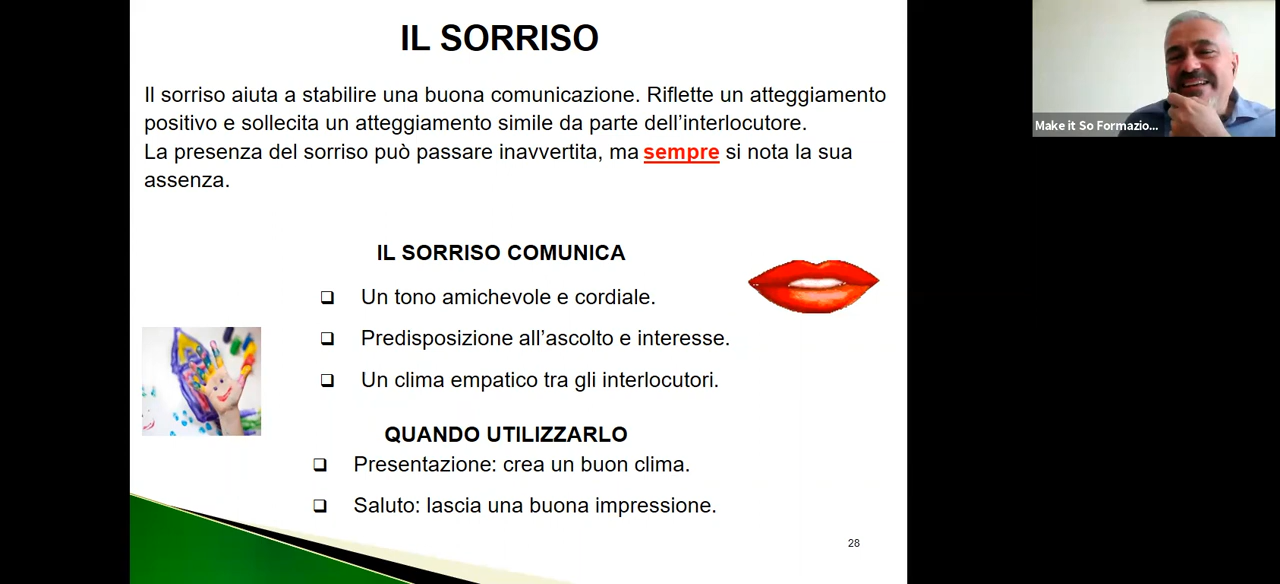 IL SORRISO
Il sorriso aiuta a stabilire una buona comunicazione. Riflette un atteggiamento
positivo e sollecita un atteggiamento simile da parte dell'interlocutore.
La presenza del sorriso può passare inavvertita, ma sempre si nota la sua
assenza.
IL SORRISO COMUNICA
Un tono amichevole e cordiale.
Predisposizione all'ascolto e interesse.
Un clima empatico tra gli interlocutori.
QUANDO UTILIZZARLO
Presentazione: crea un buon clima.
Saluto: lascia una buona impressione.
28
Make it So Formazio...